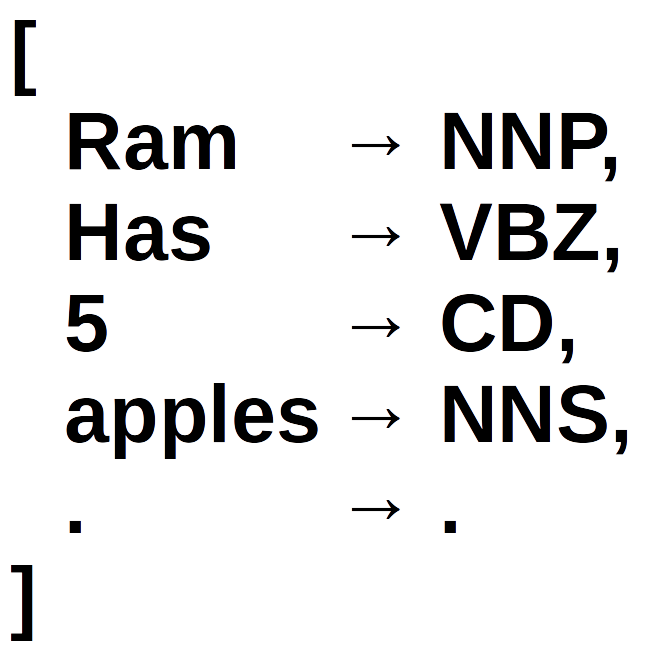 [
Ram → NNP,
Has → VBZ,
5 → CD,
apples → NNS,
. → .
]